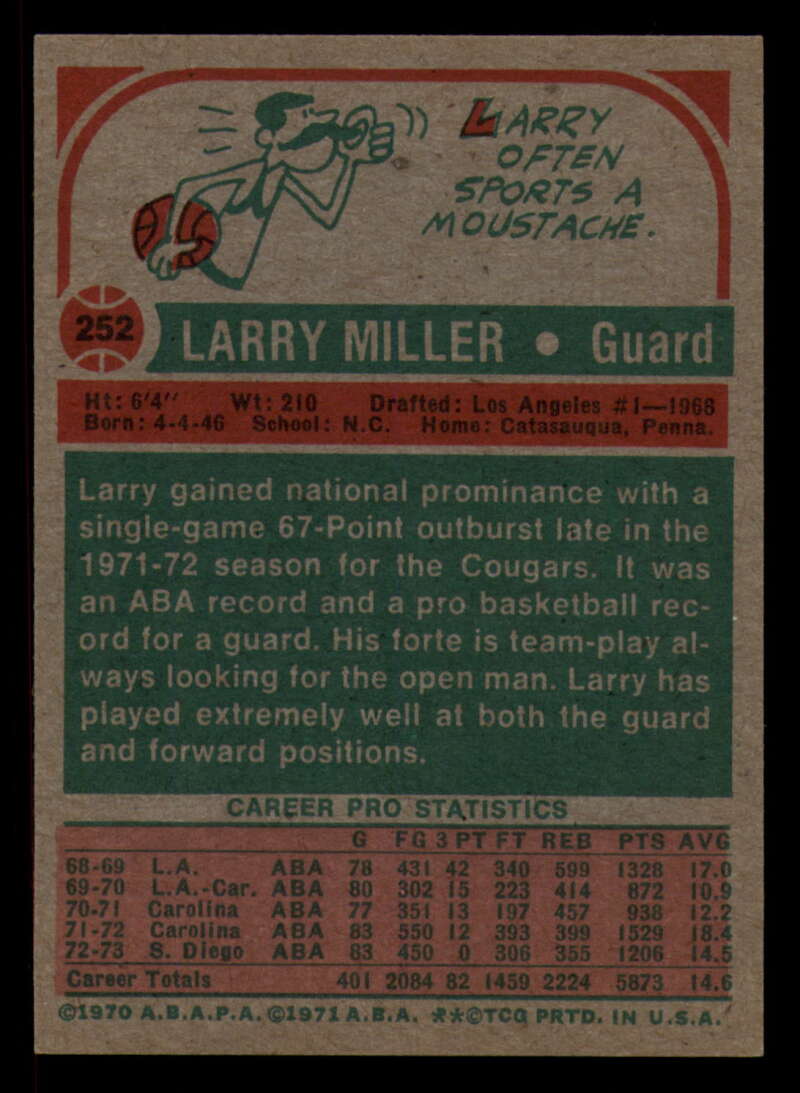 LARRY
OFTEN
SPORTS A
MOUSTACHE.
252
LARRY MILLER • Guard
Ht: 6'4" Wt: 210 Drafted: Los Angeles #1—1968
Born: 4-4-46 School: N.C. Home: Catasauqua, Penna.
Larry gained national prominence with a
single-game 67-Point outburst late in the
1971-72 season for the Cougars. It was
an ABA record and a pro basketball rec-
ord for a guard. His forte is team-play al-
ways looking for the open man. Larry has
played extremely well at both the guard
and forward positions.
CAREER PRO STATISTICS
G FG 3 PT FT REB PTS AVG
68-69 L.A. ABA 78 431 42 340 599 1328 17.0
69-70 L.A.-Car. ABA 80 302 15 223 414 872 10.9
70-71 Carolina ABA 77 351 13 197 457 938 12.2
71-72 Carolina ABA 83 550 12 393 399 1529 18.4
72-73 S. Diego ABA 83 450 0 306 355 1206 14.5
Career Totals 401 2084 82 1459 2224 5873 14.6
©1970 A.B.A.P.A. ©1971 A.B.A. **©TCG PRTD. IN U.S.A.